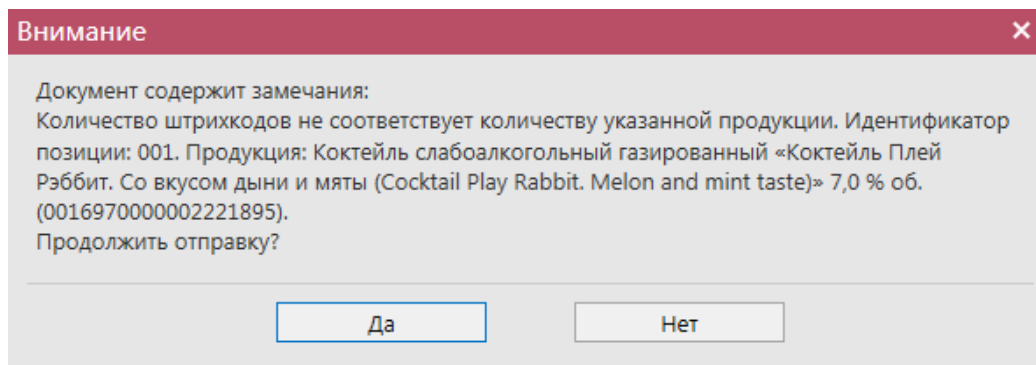 Внимание
Документ содержит замечания:
Количество штрихкодов не соответствует количеству указанной продукции. Идентификатор
позиции: 001. Продукция: Коктейль слабоалкогольный газированный «Коктейль Плей
Рэббит. Со вкусом дыни и мяты (Cocktail Play Rabbit. Melon and mint taste)» 7,0 % об.
(0016970000002221895).
Продолжить отправку?
Да
Нет